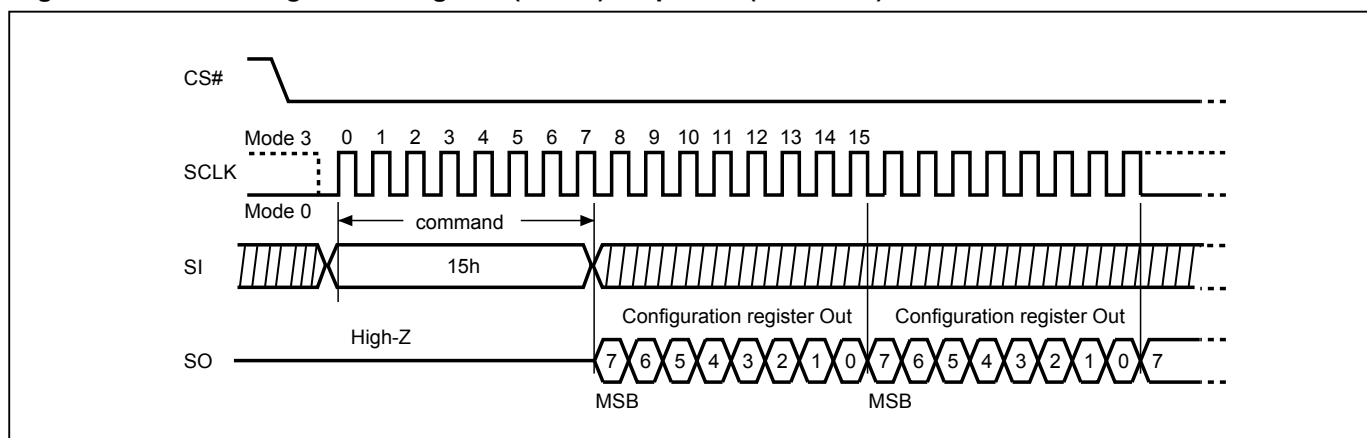 CS#
Mode 3 0 1 2 3 4 5 6 7 8 9 10 11 12 13 14 15
SCLK
Mode 0
command
SI
15h
Configuration register Out Configuration register Out
High-Z
SO
7 6 5 4 3 2 1 0 7 6 5 4 3 2 1 0 7
MSB MSB